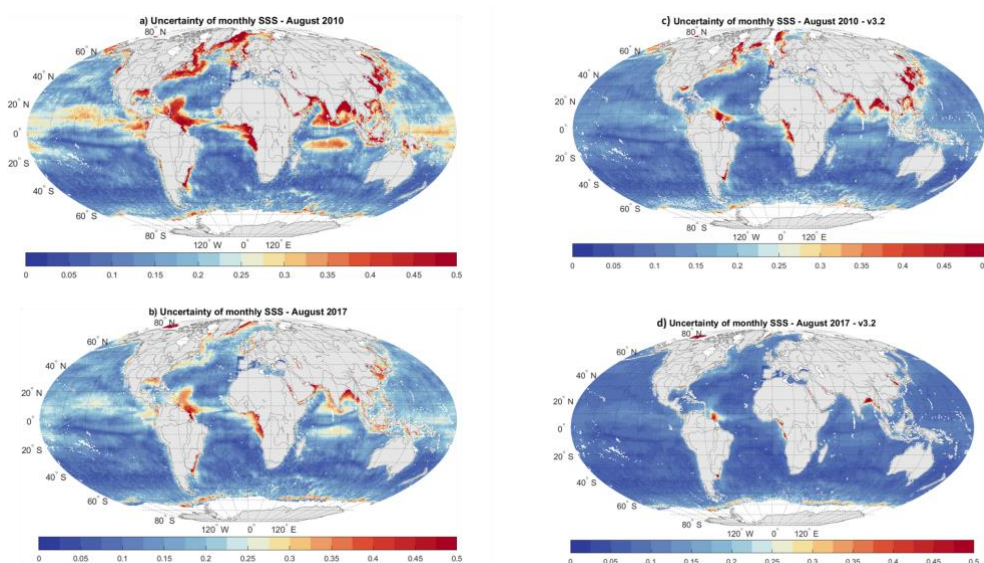 a) Uncertainty of monthly SSS - August 2010
80° N
60° N
40° N
20° N
0°
20° S
40° S
60° S
80° S
120° W 0° 120° E
0 0.05 0.1 0.15 0.2 0.25 0.3 0.35 0.4 0.45 0.5
c) Uncertainty of monthly SSS - August 2010 - v3.2
80° N
60° N
40° N
20° N
0°
20° S
40° S
60° S
80° S
120° W 0° 120° E
0 0.05 0.1 0.15 0.2 0.25 0.3 0.35 0.4 0.45 0.5
b) Uncertainty of monthly SSS - August 2017
80° N
60° N
40° N
20° N
0°
20° S
40° S
60° S
80° S
120° W 0° 120° E
0 0.05 0.1 0.15 0.2 0.25 0.3 0.35 0.4 0.45 0.5
d) Uncertainty of monthly SSS - August 2017 - v3.2
80° N
60° N
40° N
20° N
0°
20° S
40° S
60° S
80° S
120° W 0° 120° E
0 0.05 0.1 0.15 0.2 0.25 0.3 0.35 0.4 0.45 0.5